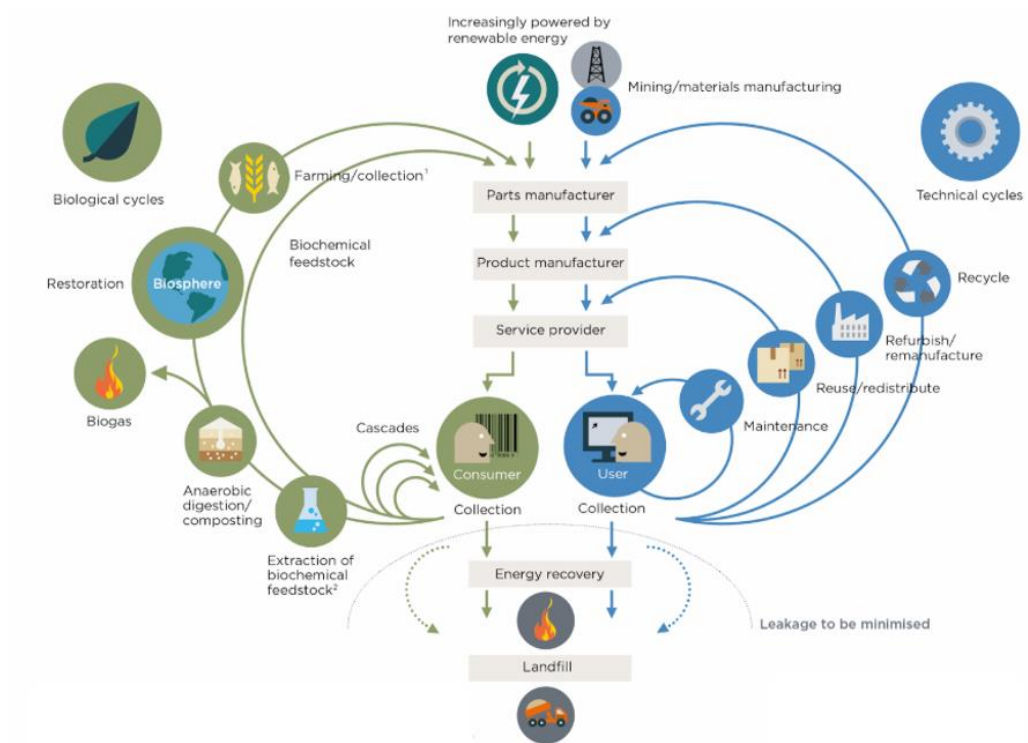 Increasingly powered by
renewable energy
Mining/materials manufacturing
Biological cycles
Farming/collection¹
Technical cycles
Parts manufacturer
Biochemical
feedstock
Product manufacturer
Restoration
Biosphere
Recycle
Service provider
Refurbish/
remanufacture
Reuse/redistribute
Biogas
Cascades
Maintenance
Consumer
User
Anaerobic
digestion/
composting
Collection
Collection
Extraction of
biochemical
feedstock²
Energy recovery
Leakage to be minimised
Landfill